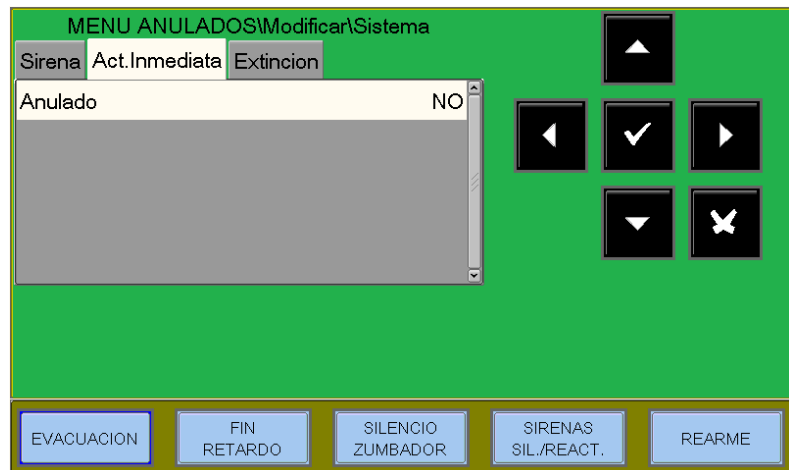 MENU ANULADOS\Modificar\Sistema
Sirena Act.Inmediata Extincion
Anulado NO
EVACUACION
FIN
RETARDO
SILENCIO
ZUMBADOR
SIRENAS
SIL./REACT.
REARME